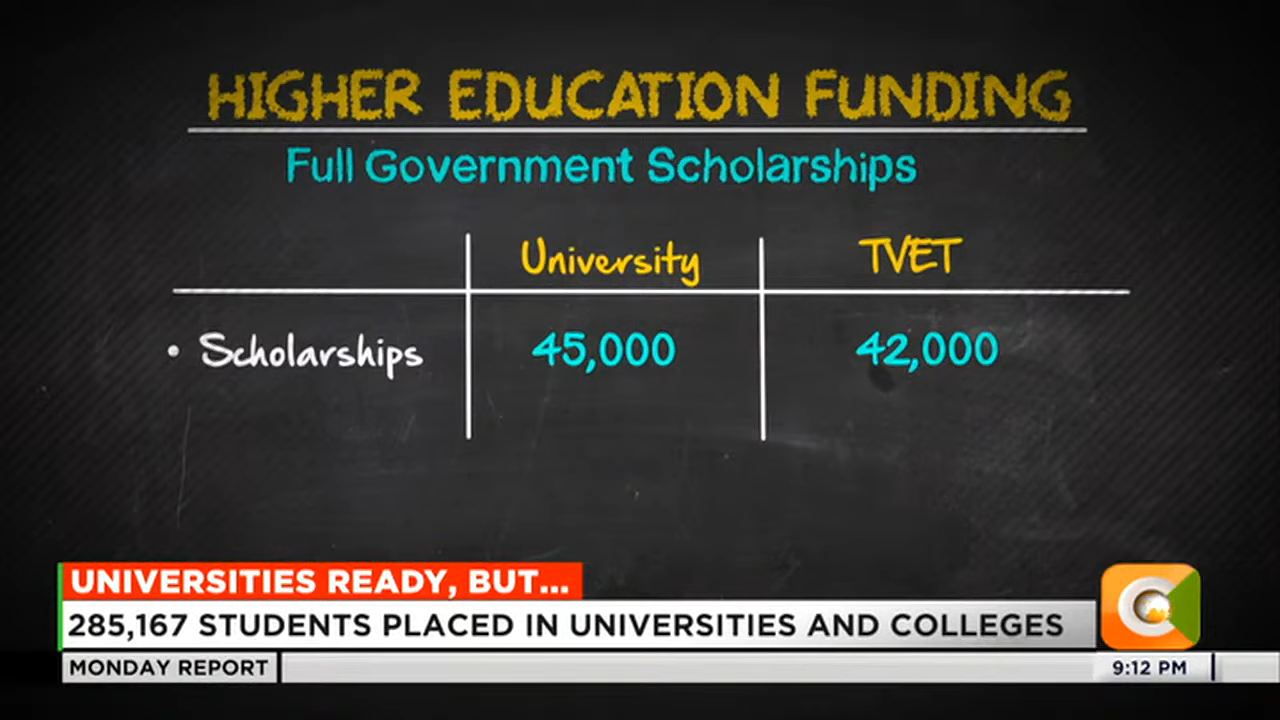 HIGHER EDUCATION FUNDING
Full Government Scholarships
University TVET
• Scholarships 45,000 42,000
UNIVERSITIES READY, BUT...
285,167 STUDENTS PLACED IN UNIVERSITIES AND COLLEGES
MONDAY REPORT 9:12 PM